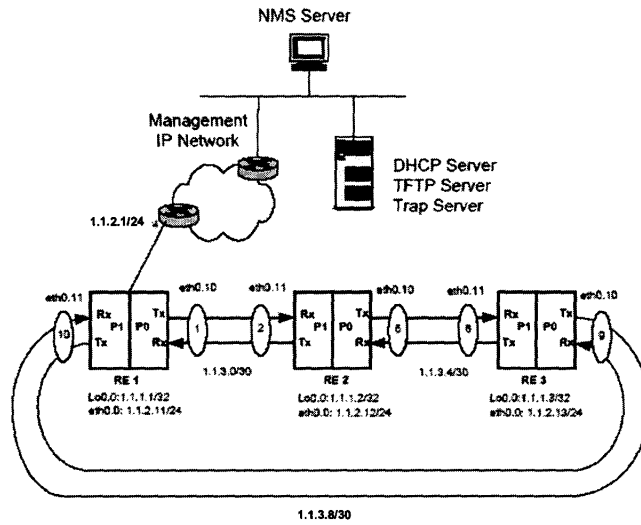 NMS Server
Management
IP Network
DHCP Server
TFTP Server
Trap Server
1.1.2.1/24
eth0.11
eth0.10
eth0.11
eth0.10
eth0.11
eth0.10
Rx
P1
P0
Tx
Tx
Rx
Rx
P1
P0
Tx
Tx
Rx
Rx
P1
P0
Tx
Tx
Rx
10
1
2
5
9
RE 1
1.1.3.0/30
RE 2
1.1.3.4/30
RE 3
Lo0.0:1.1.1.1/32
eth0.0: 1.1.2.11/24
Lo0.0:1.1.1.2/32
eth0.0: 1.1.2.12/24
Lo0.0:1.1.1.3/32
eth0.0: 1.1.2.13/24
1.1.3.8/30